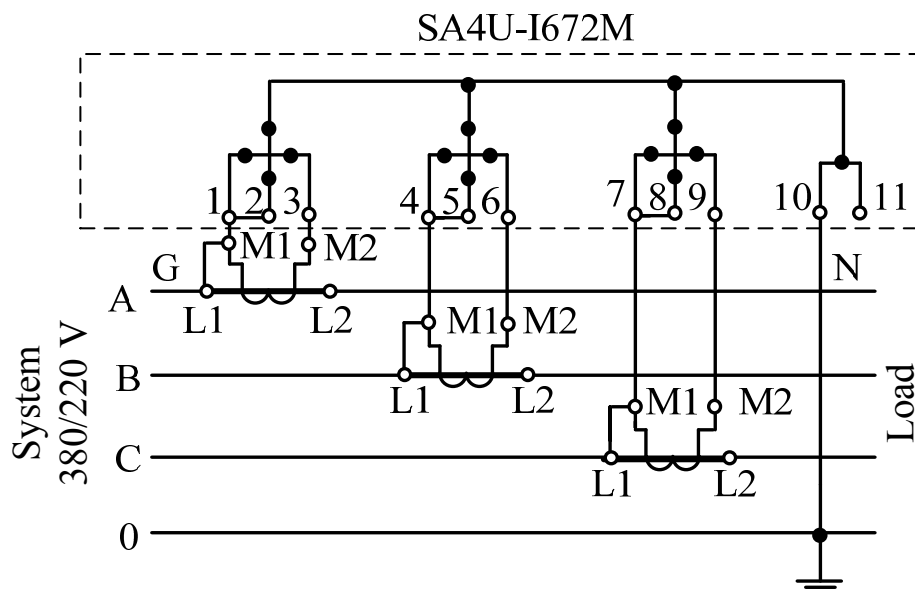 SA4U-I672M
1 2 3 4 5 6 7 8 9 10 11
M1 M2
G N
A
L1 L2 M1 M2
B
L1 L2 M1 M2
C
L1 L2
0
System
380/220 V
Load